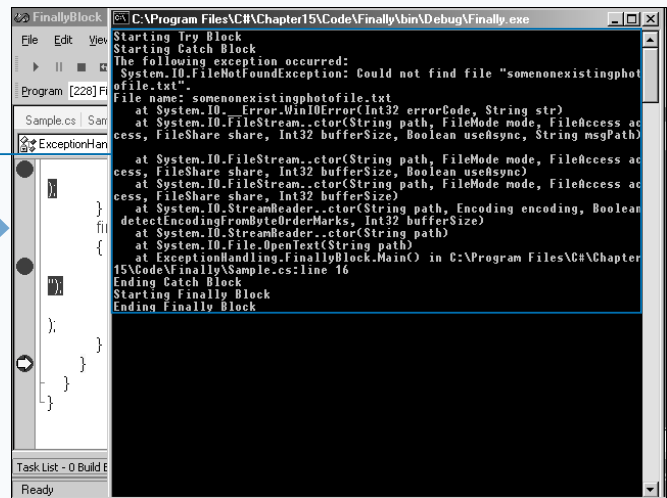 FinallyBlock
C:\Program Files\C#\Chapter15\Code\Finally\bin\Debug\Finally.exe
File Edit View
Program [228] Fi
Sample.cs Sam
ExceptionHan
);
}
fin
{
");
);
}
}
}
}
Task List - 0 Build E
Ready
Starting Try Block
Starting Catch Block
The following exception occurred:
System.IO.FileNotFoundException: Could not find file "somenonexistingphot
ofile.txt".
File name: somenonexistingphotofile.txt
at System.IO.__Error.WinIOError(Int32 errorCode, String str)
at System.IO.FileStream..ctor(String path, FileMode mode, FileAccess ac
cess, FileShare share, Int32 bufferSize, Boolean useAsync, String msgPath)
at System.IO.FileStream..ctor(String path, FileMode mode, FileAccess ac
cess, FileShare share, Int32 bufferSize, Boolean useAsync)
at System.IO.FileStream..ctor(String path, FileMode mode, FileAccess ac
cess, FileShare share, Int32 bufferSize)
at System.IO.StreamReader..ctor(String path, Encoding encoding, Boolean
detectEncodingFromByteOrderMarks, Int32 bufferSize)
at System.IO.StreamReader..ctor(String path)
at System.IO.File.OpenText(String path)
at ExceptionHandling.FinallyBlock.Main() in C:\Program Files\C#\Chapter
15\Code\Finally\Sample.cs:line 16
Ending Catch Block
Starting Finally Block
Ending Finally Block